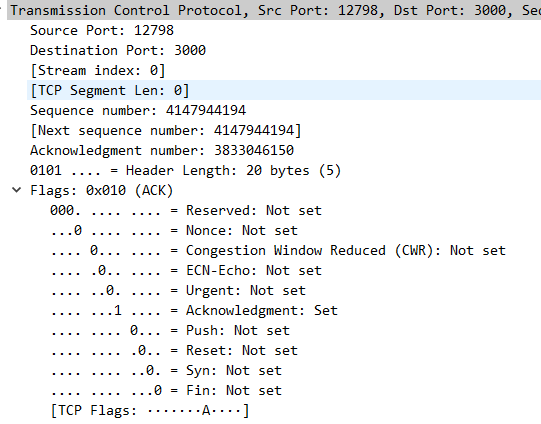 Transmission Control Protocol, Src Port: 12798, Dst Port: 3000, Sec
Source Port: 12798
Destination Port: 3000
[Stream index: 0]
[TCP Segment Len: 0]
Sequence number: 4147944194
[Next sequence number: 4147944194]
Acknowledgment number: 3833046150
0101 .... = Header Length: 20 bytes (5)
Flags: 0x010 (ACK)
000. .... .... = Reserved: Not set
...0 .... .... = Nonce: Not set
.... 0... .... = Congestion Window Reduced (CWR): Not set
.... .0.. .... = ECN-Echo: Not set
.... ..0. .... = Urgent: Not set
.... ...1 .... = Acknowledgment: Set
.... .... 0... = Push: Not set
.... .... .0.. = Reset: Not set
.... .... ..0. = Syn: Not set
.... .... ...0 = Fin: Not set
[TCP Flags: ·······A····]